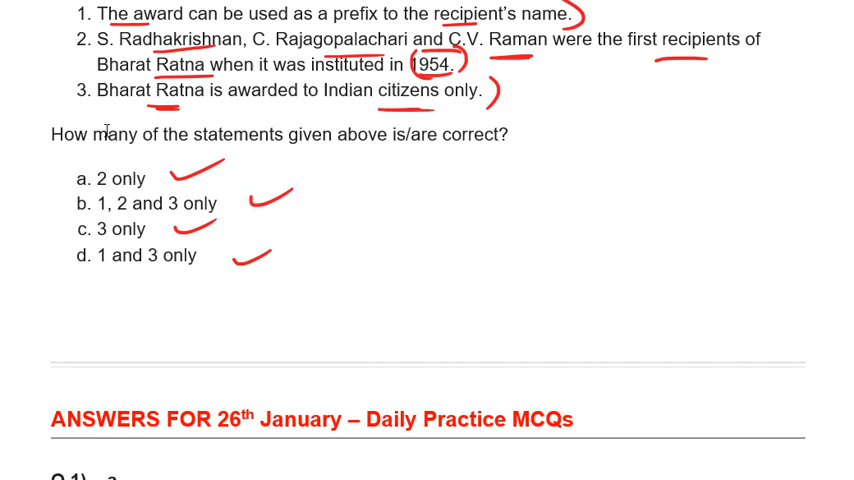 1. The award can be used as a prefix to the recipient's name.
2. S. Radhakrishnan, C. Rajagopalachari and C.V. Raman were the first recipients of
Bharat Ratna when it was instituted in 1954.
3. Bharat Ratna is awarded to Indian citizens only.
How many of the statements given above is/are correct?
a. 2 only
b. 1, 2 and 3 only
c. 3 only
d. 1 and 3 only
ANSWERS FOR 26th January – Daily Practice MCQs